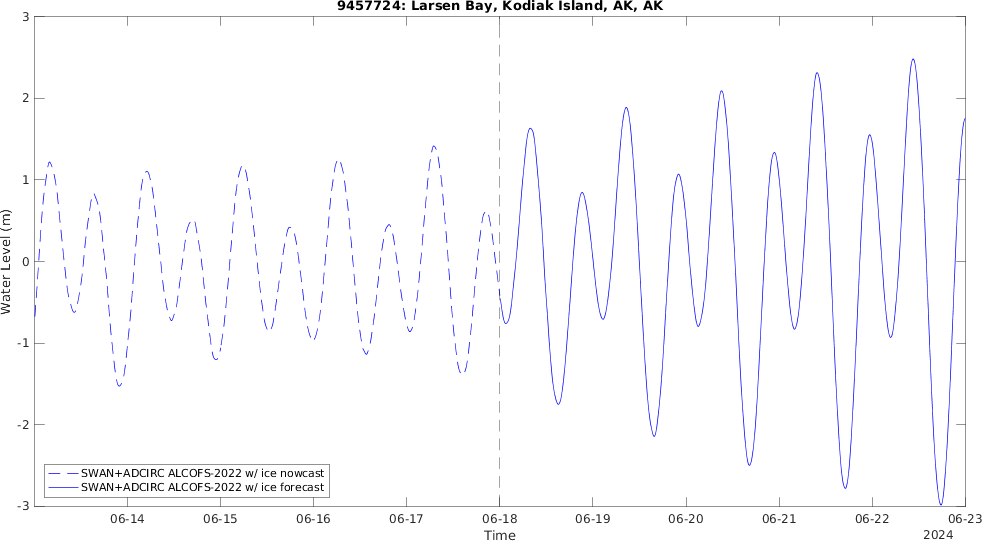 9457724: Larsen Bay, Kodiak Island, AK, AK
3
2
1
0
-1
-2
-3
Water Level (m)
SWAN+ADCIRC ALCOFS-2022 w/ ice nowcast
SWAN+ADCIRC ALCOFS-2022 w/ ice forecast
06-14 06-15 06-16 06-17 06-18 06-19 06-20 06-21 06-22 06-23
Time
2024